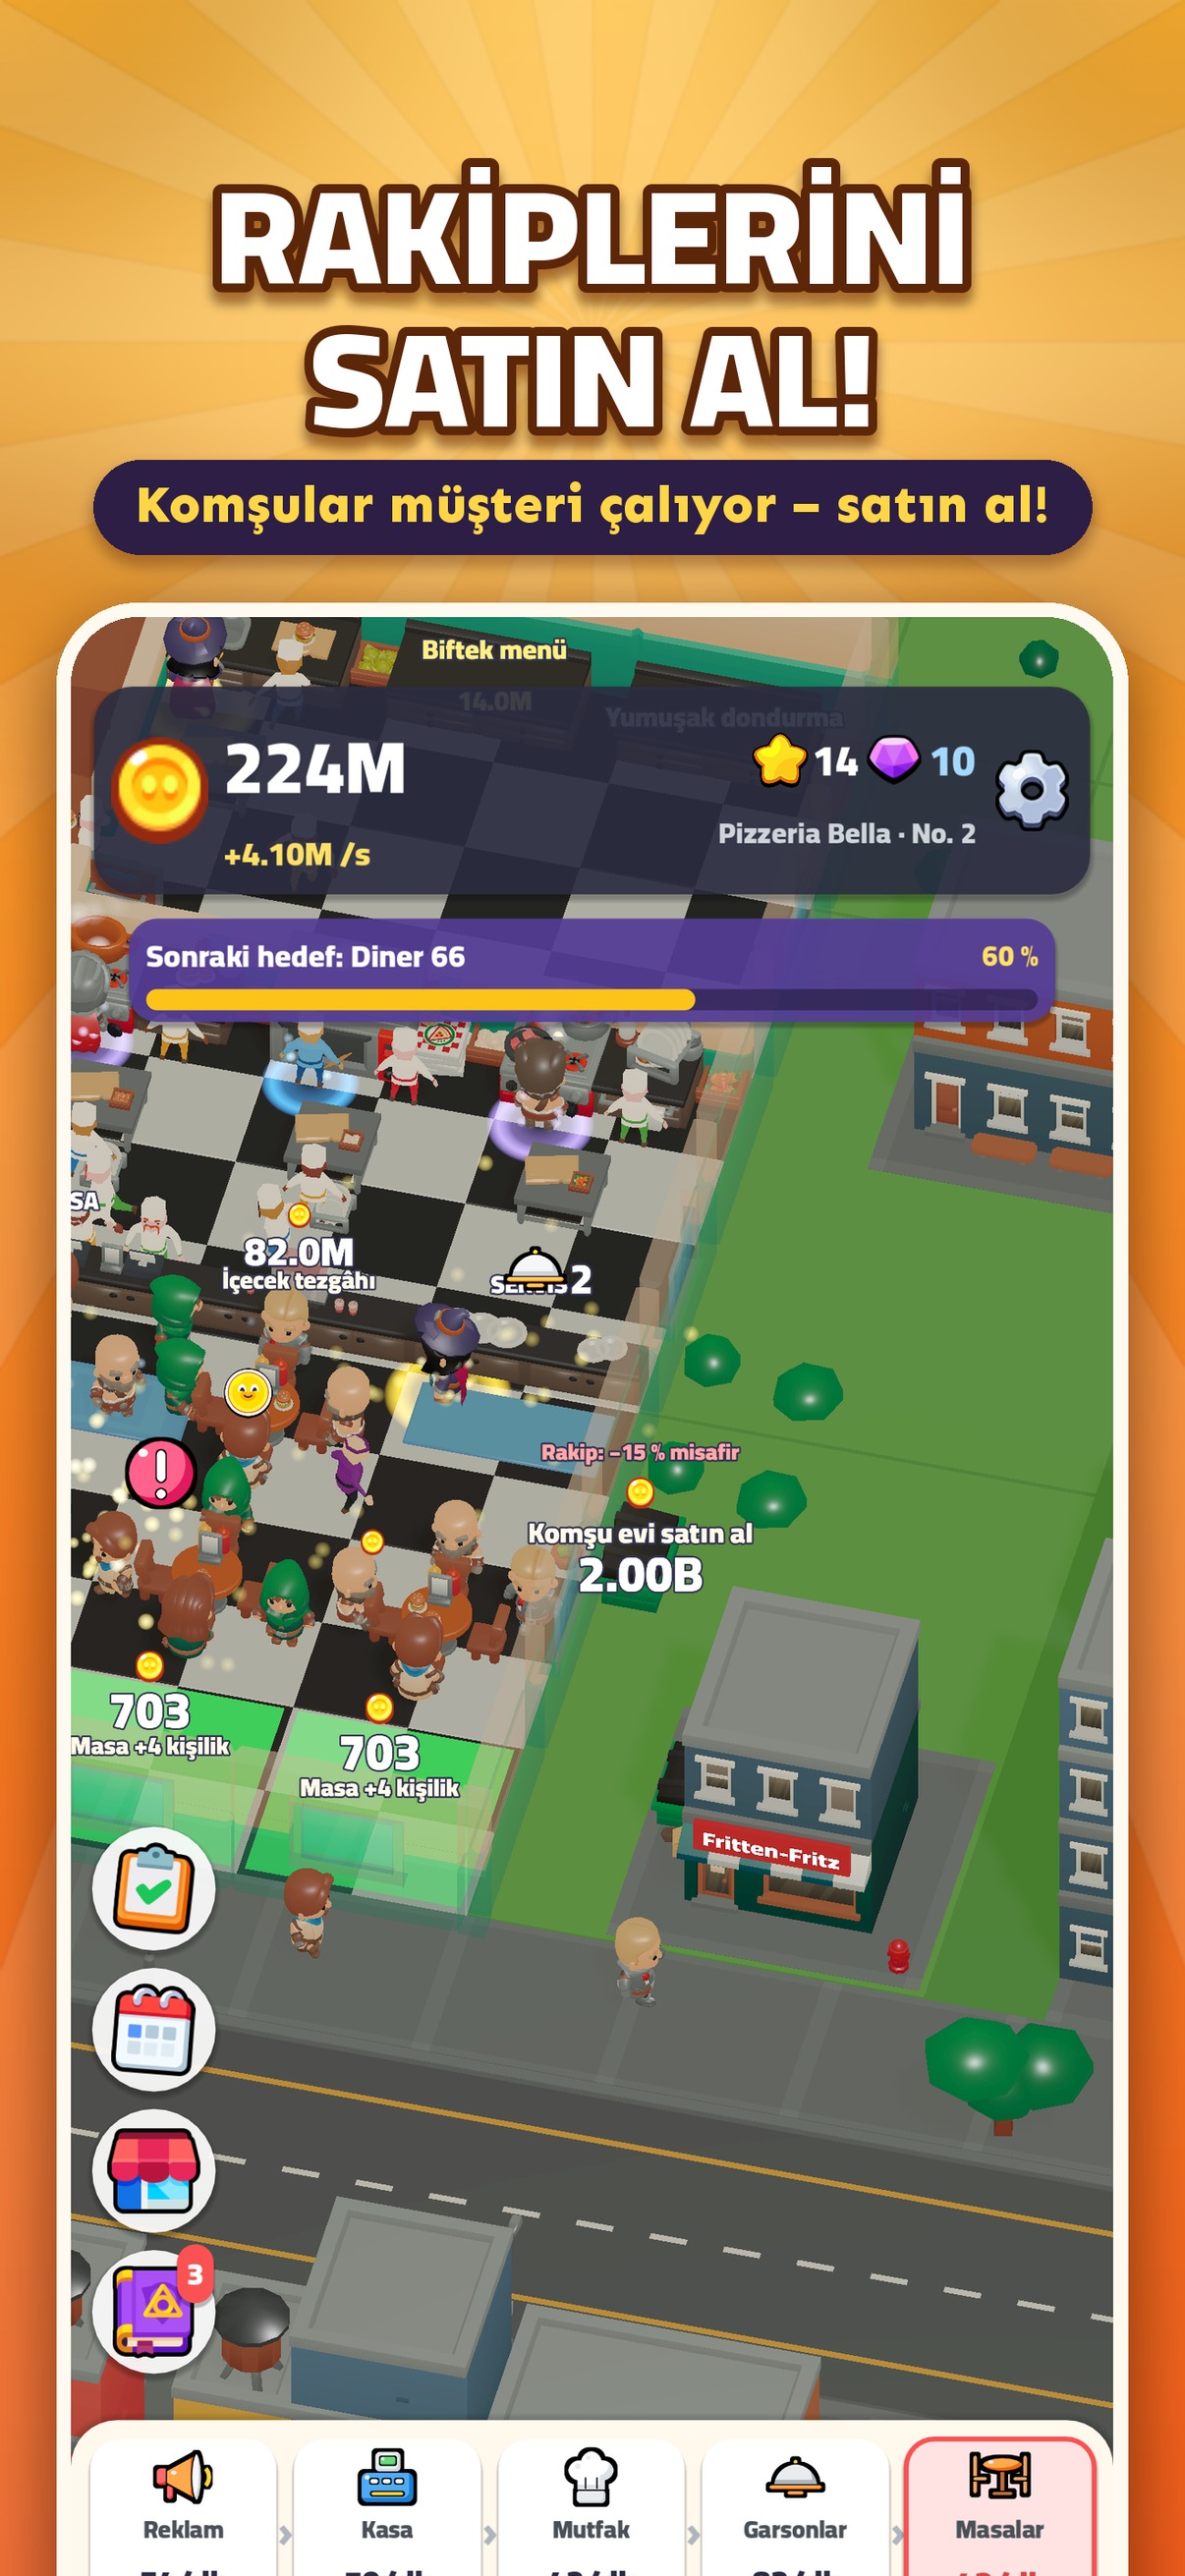 RAKİPLERİNİ
SATIN AL!
Komşular müşteri çalıyor – satın al!
Biftek menü
14.0M
Yumuşak dondurma
224M
14
10
+4.10M /s
Pizzeria Bella · No. 2
Sonraki hedef: Diner 66
60 %
SA
82.0M
İçecek tezgâhı
2
Rakip: –15 % misafir
Komşu evi satın al
2.00B
703
Masa +4 kişilik
703
Masa +4 kişilik
Fritten-Fritz
3
Reklam
Kasa
Mutfak
Garsonlar
Masalar